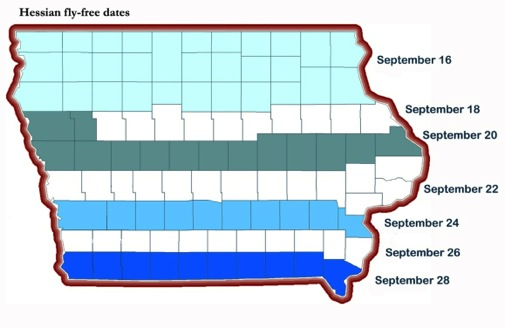 Hessian fly-free dates
September 16
September 18
September 20
September 22
September 24
September 26
September 28